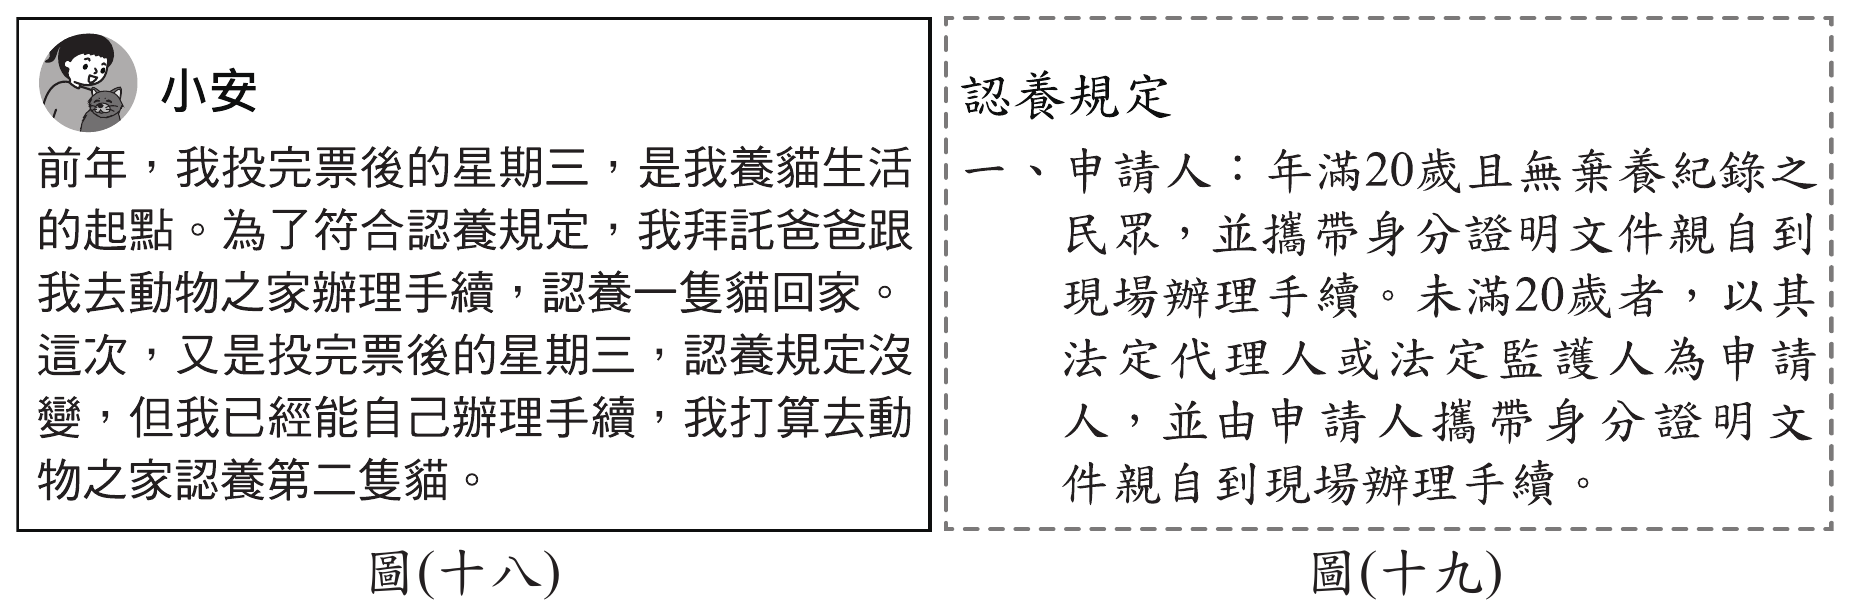 小安
前年，我投完票後的星期三，是我養貓生活
的起點。為了符合認養規定，我拜託爸爸跟
我去動物之家辦理手續，認養一隻貓回家。
這次，又是投完票後的星期三，認養規定沒
變，但我已經能自己辦理手續，我打算去動
物之家認養第二隻貓。
圖(十八)
認養規定
一、申請人：年滿20歲且無棄養紀錄之
民眾，並攜帶身分證明文件親自到
現場辦理手續。未滿20歲者，以其
法定代理人或法定監護人為申請
人，並由申請人攜帶身分證明文
件親自到現場辦理手續。
圖(十九)